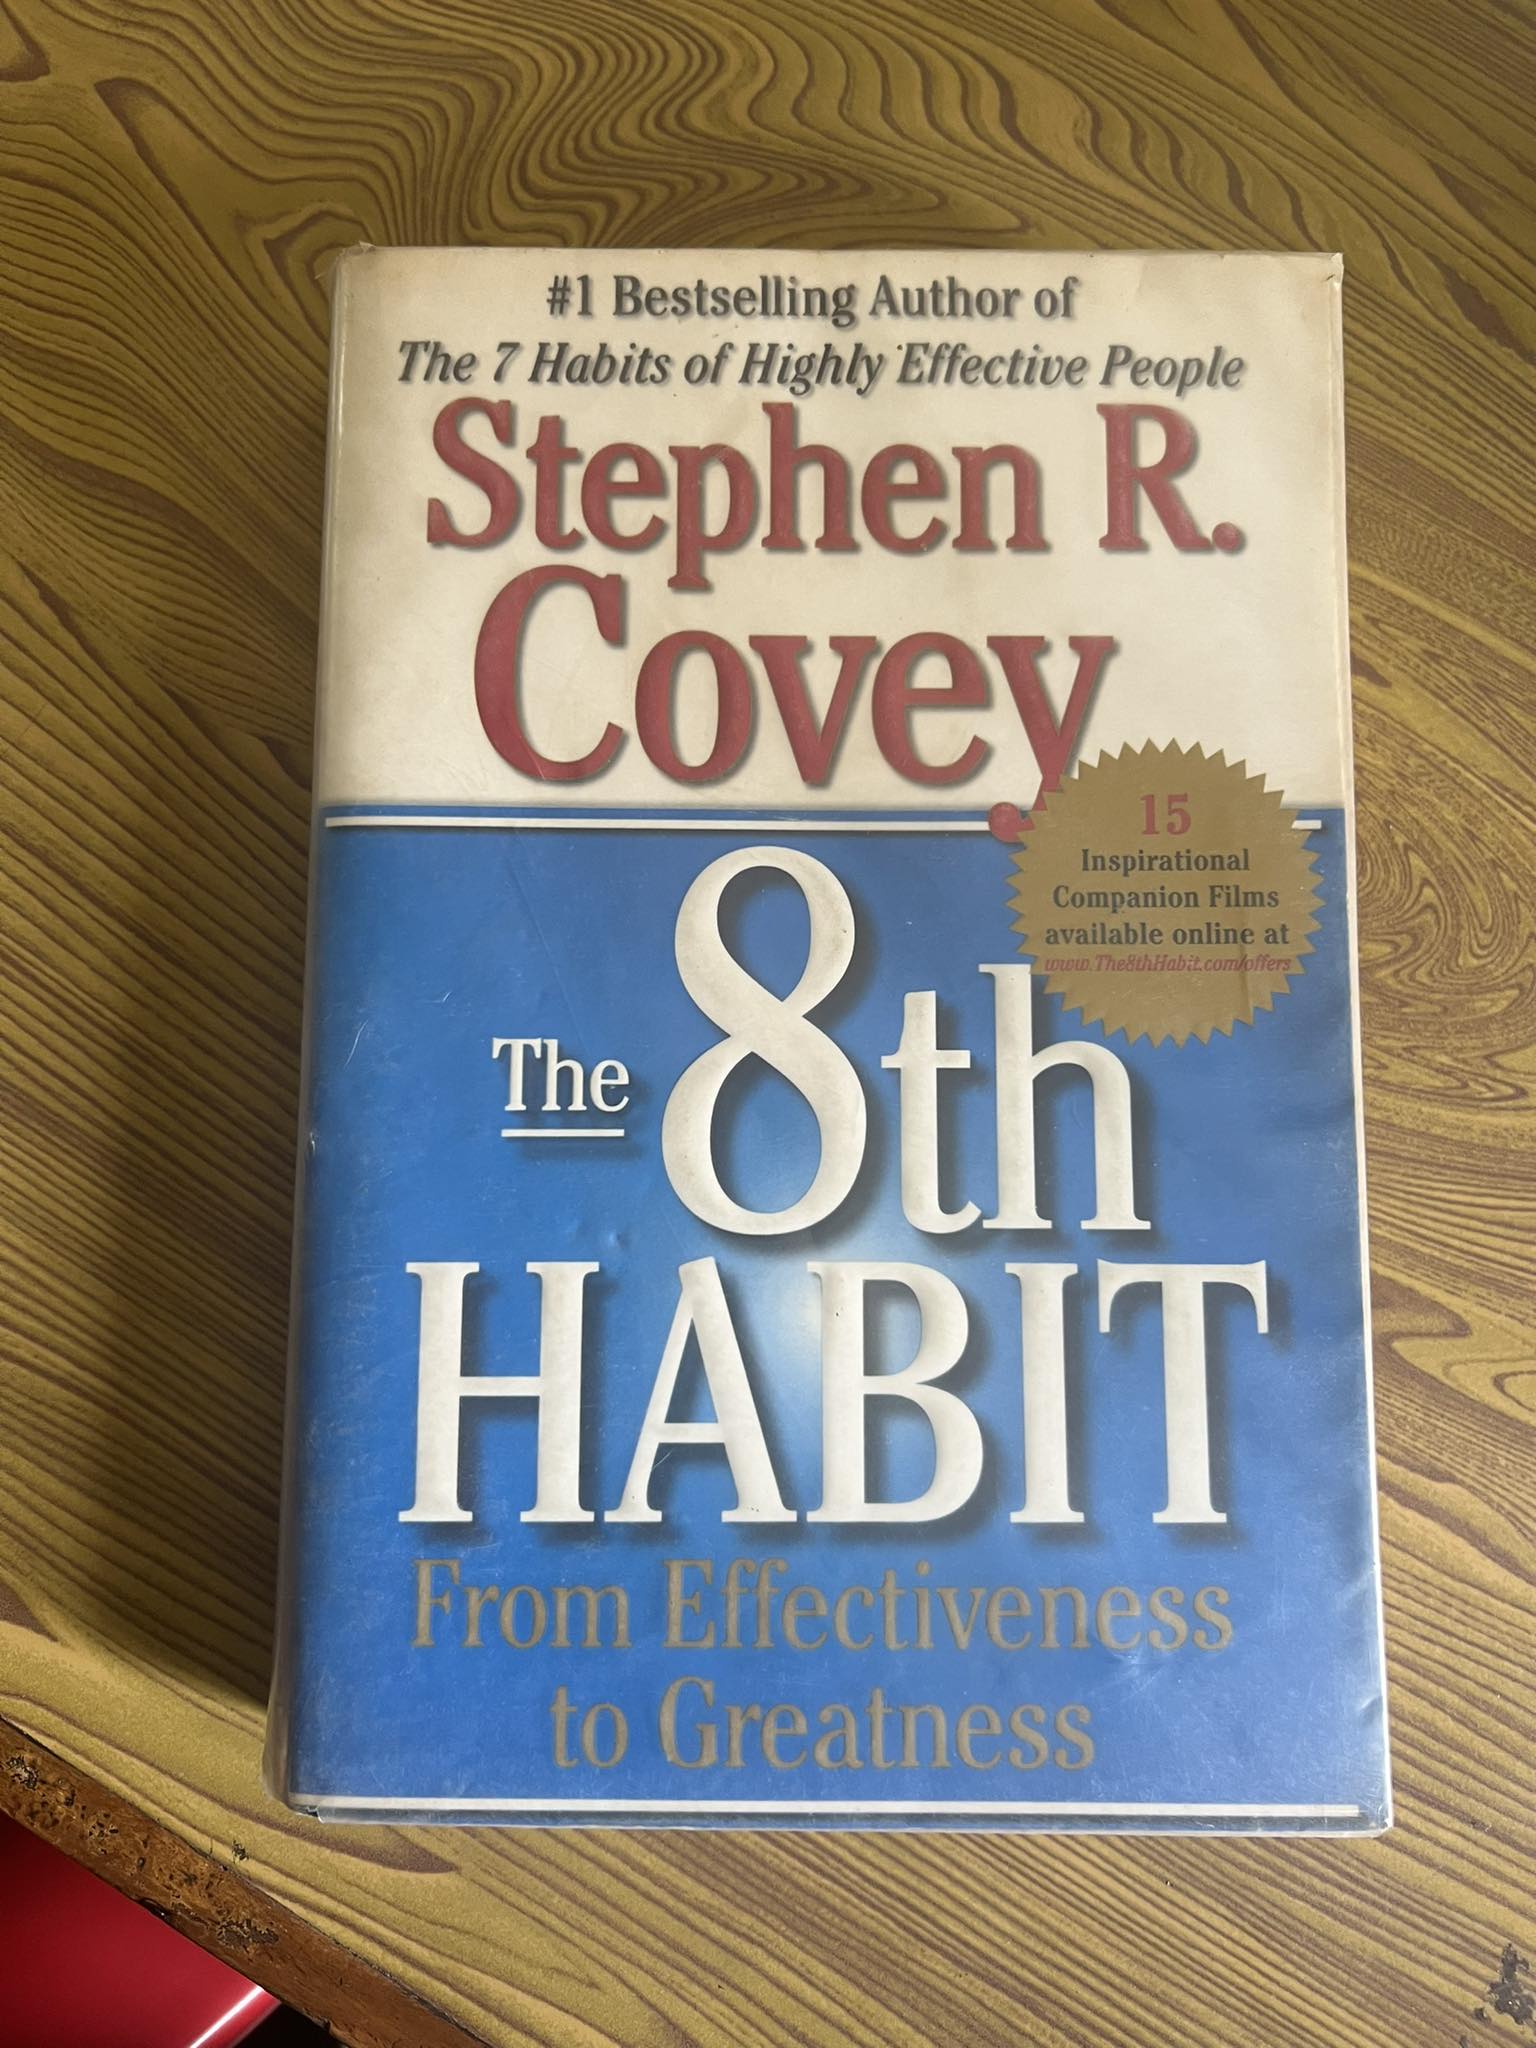 #1 Bestselling Author of
The 7 Habits of Highly Effective People
Stephen R.
Covey
15
Inspirational
Companion Films
available online at
www.The8thHabit.com/offers
The 8th
HABIT
From Effectiveness
to Greatness